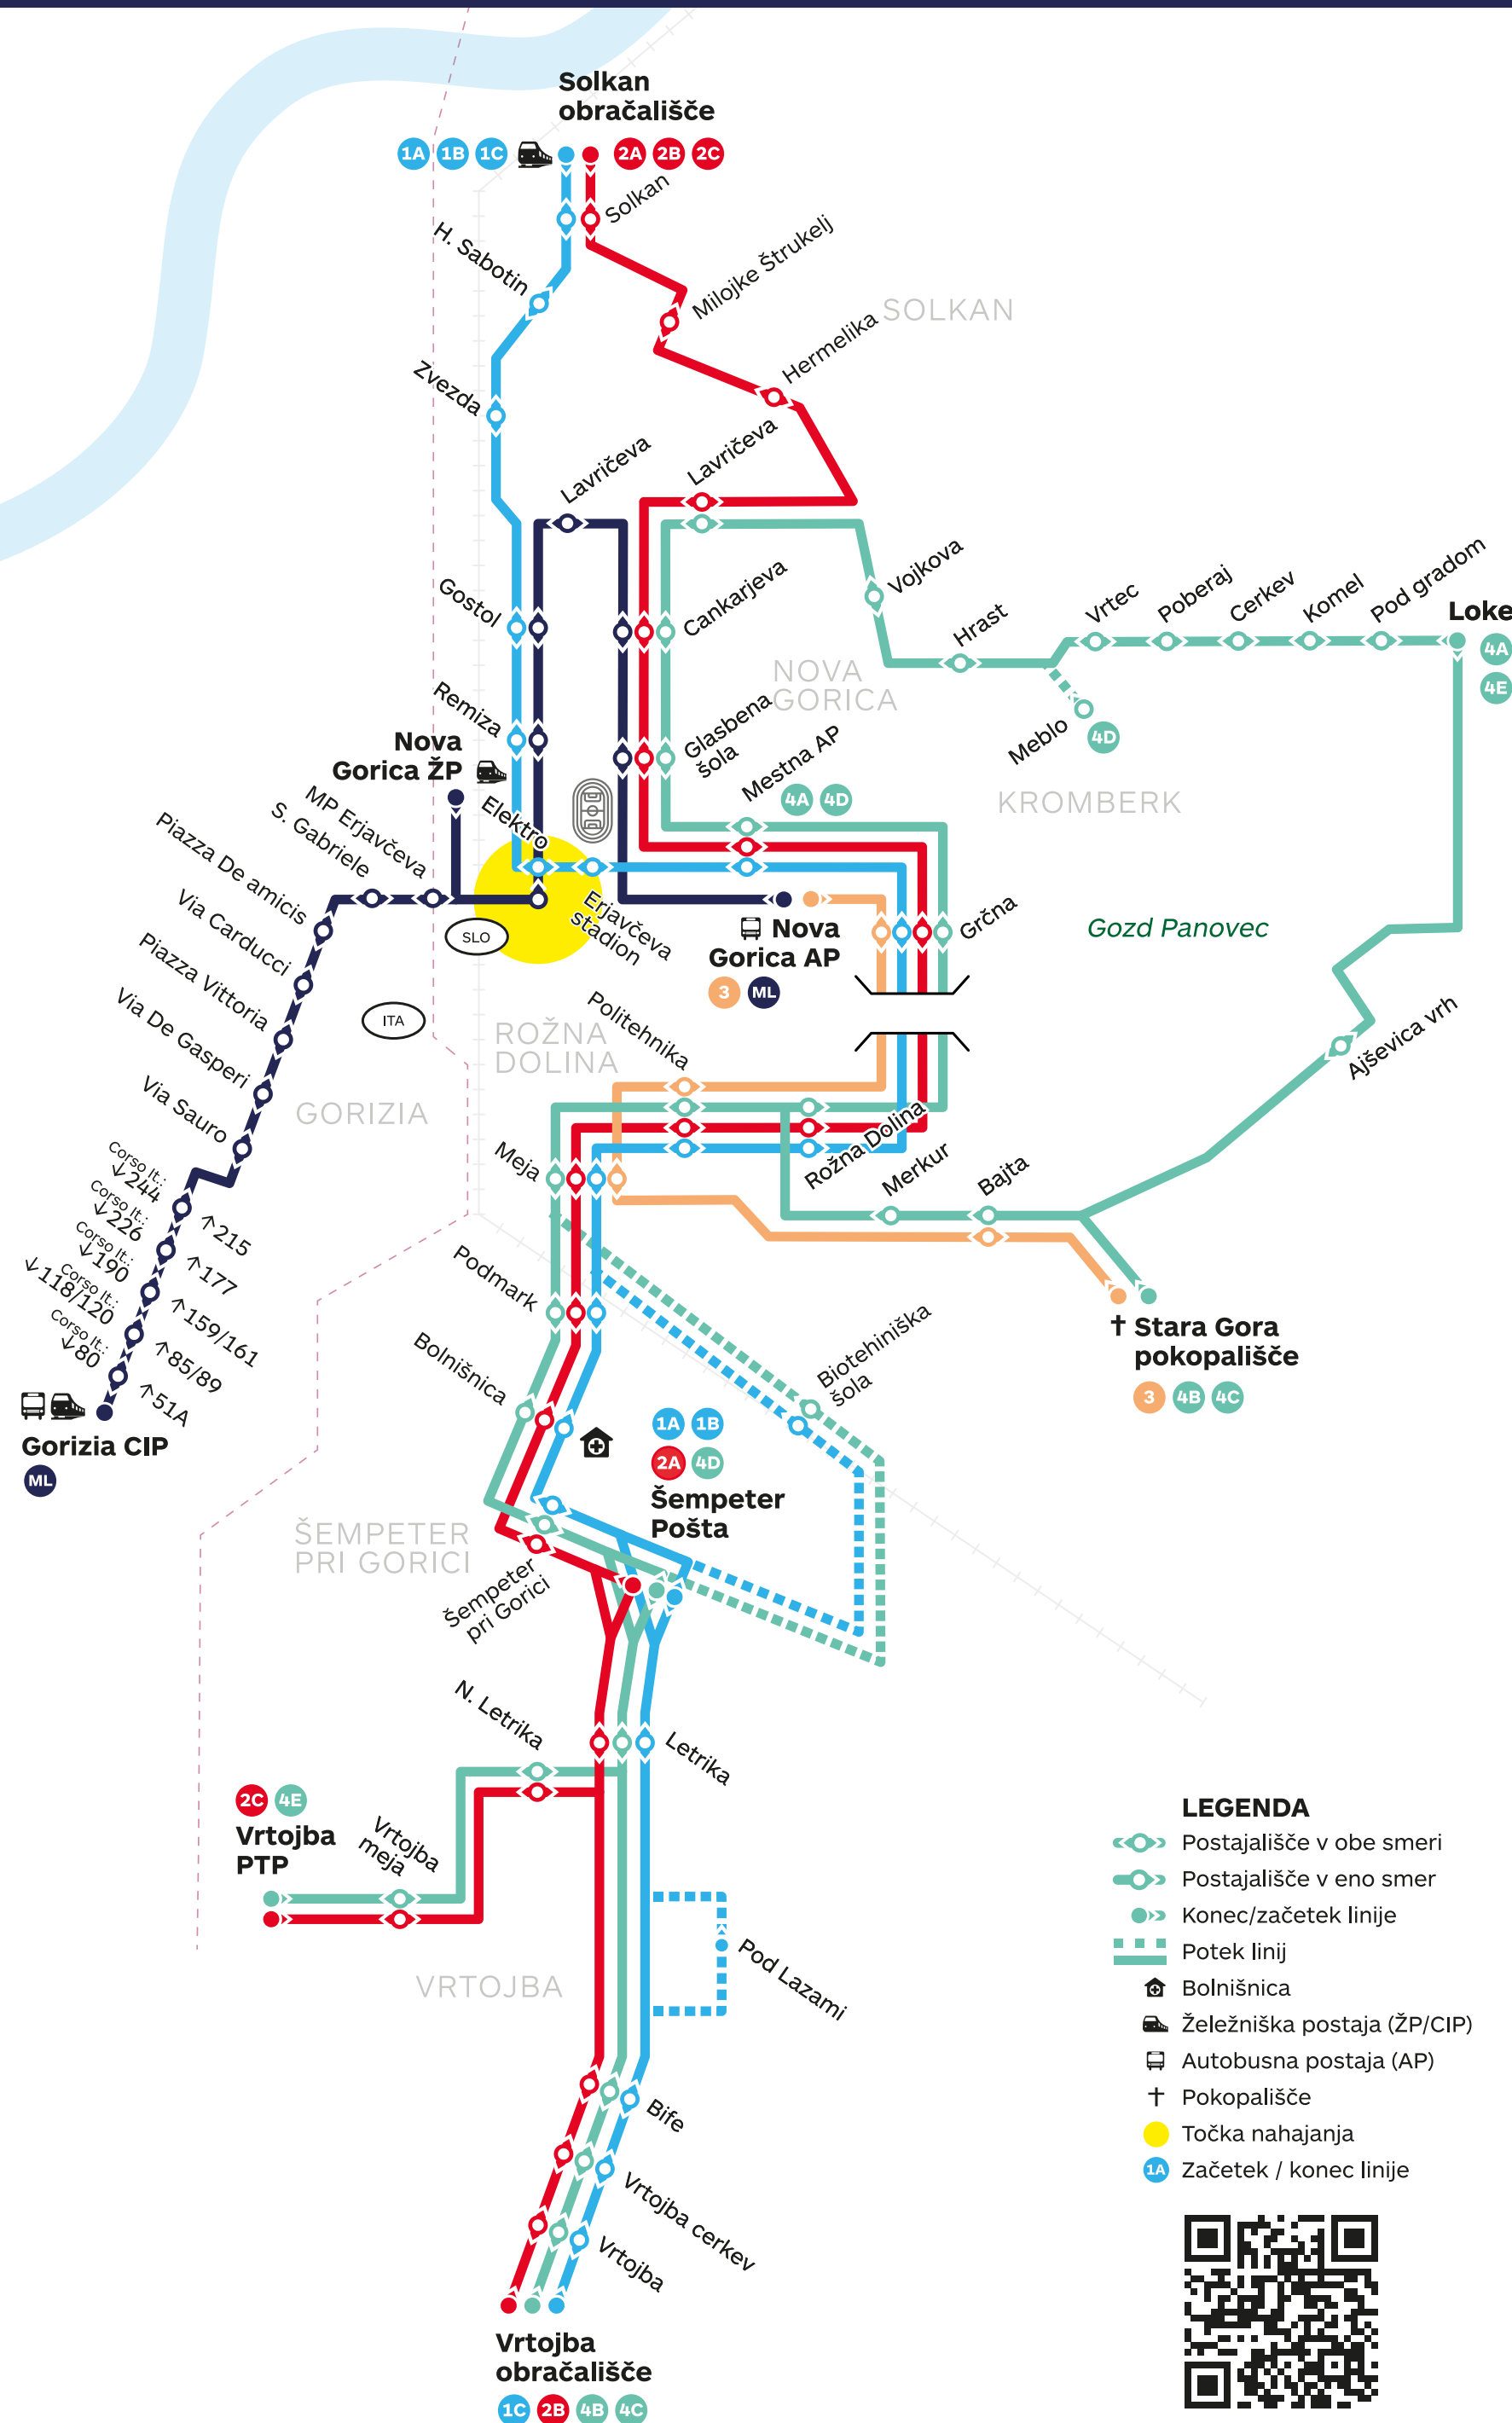 Solkan
obračališče
1A 1B 1C
2A 2B 2C
Solkan
H. Sabotin
Milojke Štrukelj
SOLKAN
Hermelika
Zvezda
Lavričeva
Lavričeva
Gostol
Cankarjeva
Vojkova
Hrast
Vrtec
Poberaj
Cerkev
Komel
Pod gradom
Loke
4A
4E
NOVA
GORICA
Remiza
Glasbena
šola
Mestna AP
4A 4D
Meblo
4D
KROMBERK
Nova
Gorica ŽP
Elektro
MP Erjavčeva
S. Gabriele
Piazza De amicis
Via Carducci
Piazza Vittoria
Via De Gasperi
Via Sauro
SLO
ITA
Erjavčeva
stadion
Nova
Gorica AP
3 ML
Grčna
Gozd Panovec
Politehnika
ROŽNA
DOLINA
GORIZIA
Ajševica vrh
Meja
Rožna Dolina
Merkur
Bajta
Corso It.:
↓244
↑215
Corso It.:
↓226
↑177
Corso It.:
↓190
↑159/161
Corso It.:
↓118/120
↑85/89
Corso It.:
↓80
↑51A
Gorizia CIP
ML
Podmark
Stara Gora
pokopališče
3 4B 4C
Biotehiniška
šola
Bolnišnica
1A 1B
2A 4D
Šempeter
Pošta
ŠEMPETER
PRI GORICI
Šempeter
pri Gorici
N. Letrika
Letrika
2C 4E
Vrtojba
PTP
Vrtojba
meja
VRTOJBA
Pod Lazami
Bife
Vrtojba cerkev
Vrtojba
Vrtojba
obračališče
1C 2B 4B 4C
LEGENDA
Postajališče v obe smeri
Postajališče v eno smer
Konec/začetek linije
Potek linij
Bolnišnica
Želežniška postaja (ŽP/CIP)
Autobusna postaja (AP)
Pokopališče
Točka nahajanja
1A Začetek / konec linije